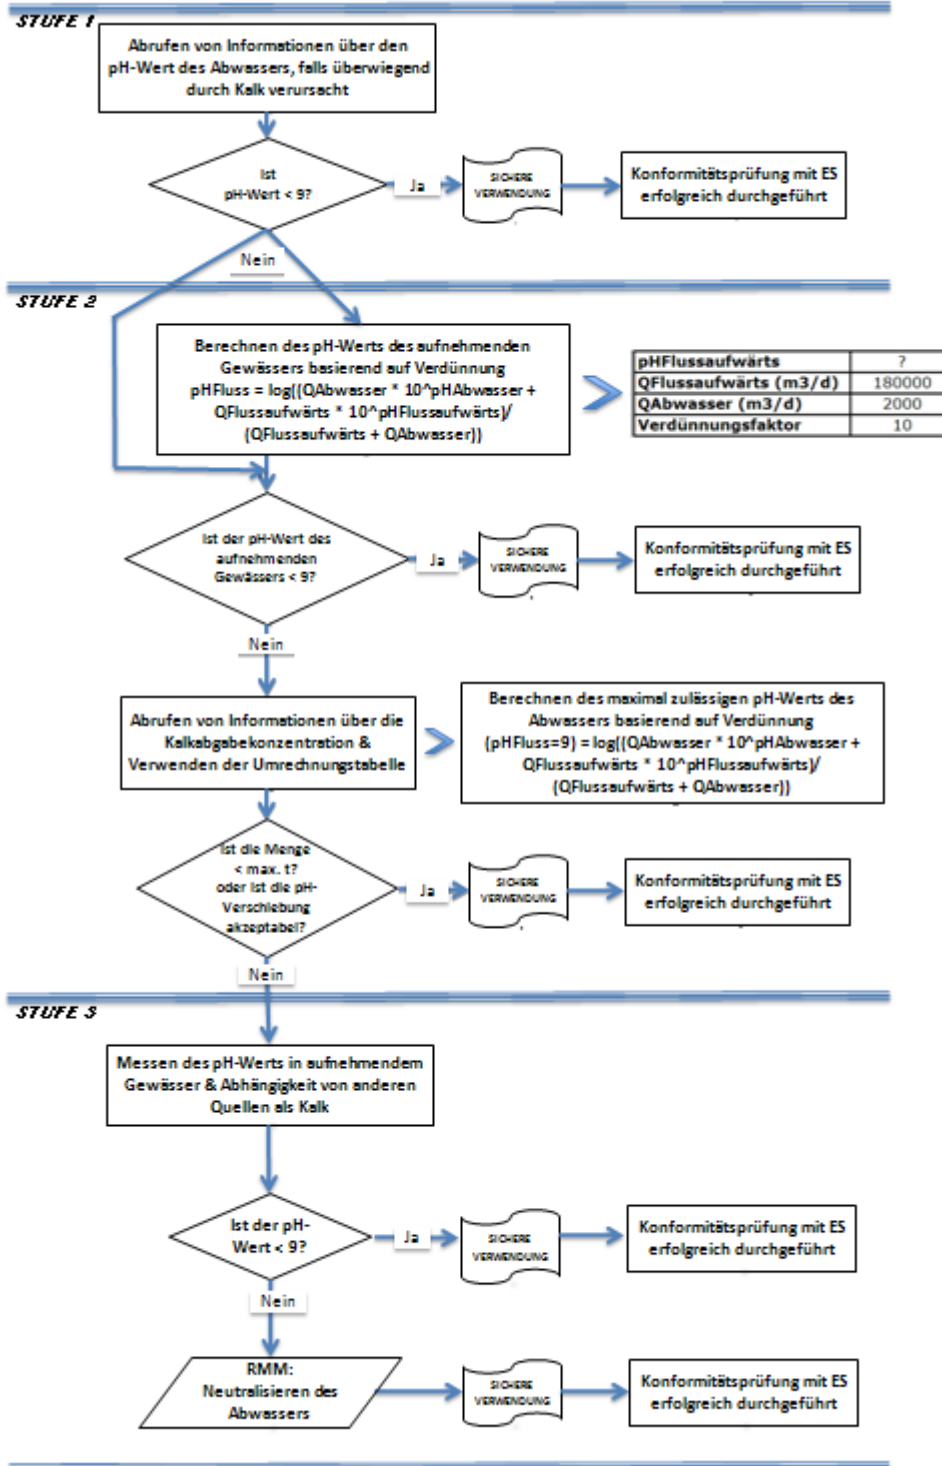 STUFE 1
Abrufen von Informationen über den
pH-Wert des Abwassers, falls überwiegend
durch Kalk verursacht
Ist
pH-Wert < 9?
Ja
SICHERE
VERWENDUNG
Konformitätsprüfung mit ES
erfolgreich durchgeführt
Nein
STUFE 2
Berechnen des pH-Werts des aufnehmenden
Gewässers basierend auf Verdünnung
pHFluss = log((QAbwasser * 10^pHAbwasser +
QFlussaufwärts * 10^pHFlussaufwärts)/
(QFlussaufwärts + QAbwasser))
pHFlussaufwärts ?
QFlussaufwärts (m3/d) 180000
QAbwasser (m3/d) 2000
Verdünnungsfaktor 10
Ist der pH-Wert des
aufnehmenden
Gewässers < 9?
Ja
SICHERE
VERWENDUNG
Konformitätsprüfung mit ES
erfolgreich durchgeführt
Nein
Abrufen von Informationen über die
Kalkabgabekonzentration &
Verwenden der Umrechnungstabelle
Berechnen des maximal zulässigen pH-Werts des
Abwasser basierend auf Verdünnung
(pHFluss=9) = log((QAbwasser * 10^pHAbwasser +
QFlussaufwärts * 10^pHFlussaufwärts)/
(QFlussaufwärts + QAbwasser))
Ist die Menge
< max. t?
oder Ist die pH-
Verschiebung
akzeptabel?
Ja
SICHERE
VERWENDUNG
Konformitätsprüfung mit ES
erfolgreich durchgeführt
Nein
STUFE 3
Messen des pH-Werts in aufnehmendem
Gewässer & Abhängigkeit von anderen
Quellen als Kalk
Ist der pH-
Wert < 9?
Ja
SICHERE
VERWENDUNG
Konformitätsprüfung mit ES
erfolgreich durchgeführt
Nein
RMM:
Neutralisieren des
Abwassers
SICHERE
VERWENDUNG
Konformitätsprüfung mit ES
erfolgreich durchgeführt